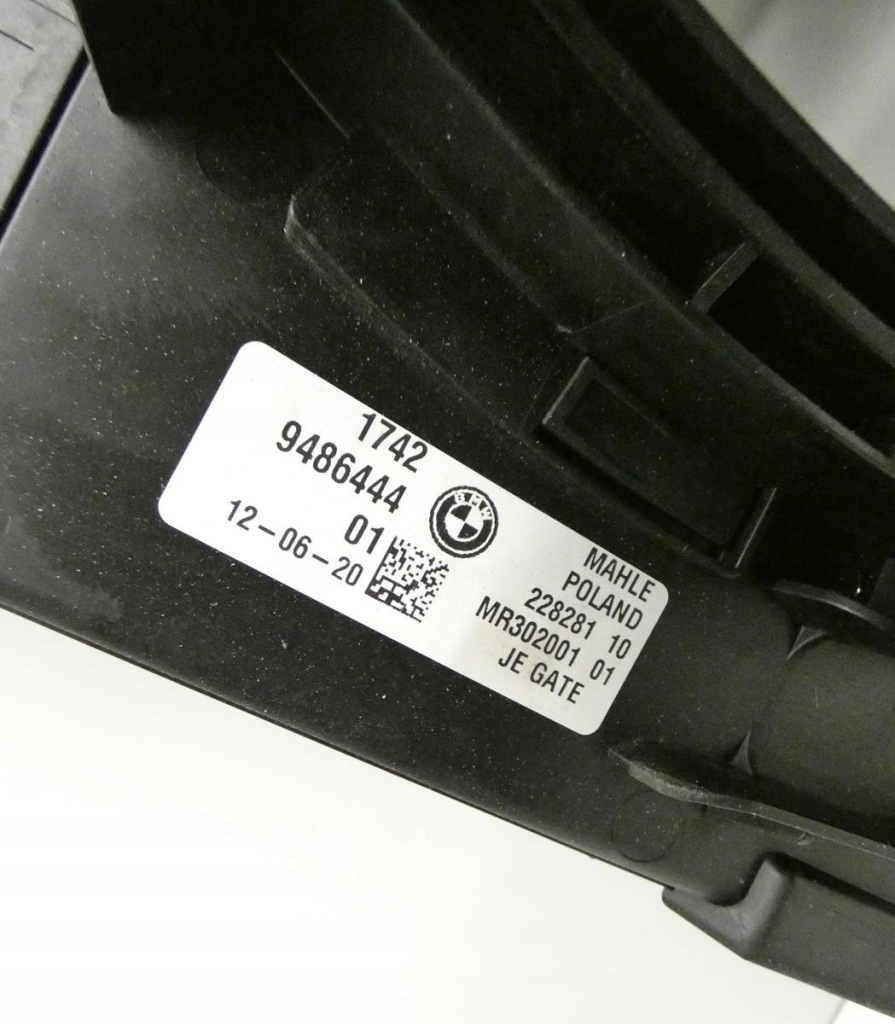 1742
9486444
01
12-06-20
BMW
MAHLE
POLAND
228281 10
MR302001 01
JE GATE